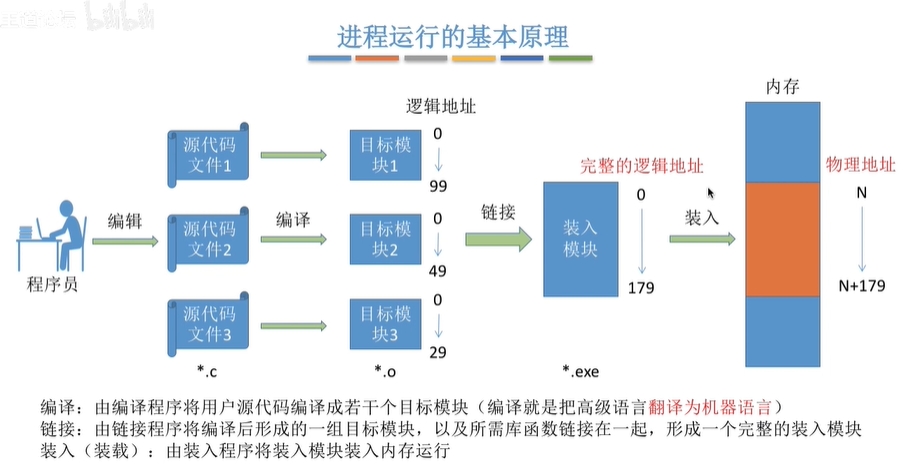 bilibili
进程运行的基本原理
内存
逻辑地址
源代码
文件1
目标模
块1
0
99
完整的逻辑地址
物理地址
程序员
编辑
源代码
文件2
编译
目标模
块2
0
49
链接
装入
模块
0
179
装入
N
N+179
源代码
文件3
目标模
块3
0
29
*.c
*.o
*.exe
编译：由编译程序将用户源代码编译成若干个目标模块（编译就是把高级语言翻译为机器语言）
链接：由链接程序将编译后形成的一组目标模块，以及所需库函数链接在一起，形成一个完整的装入模块
装入（装载）：由装入程序将装入模块装入内存运行